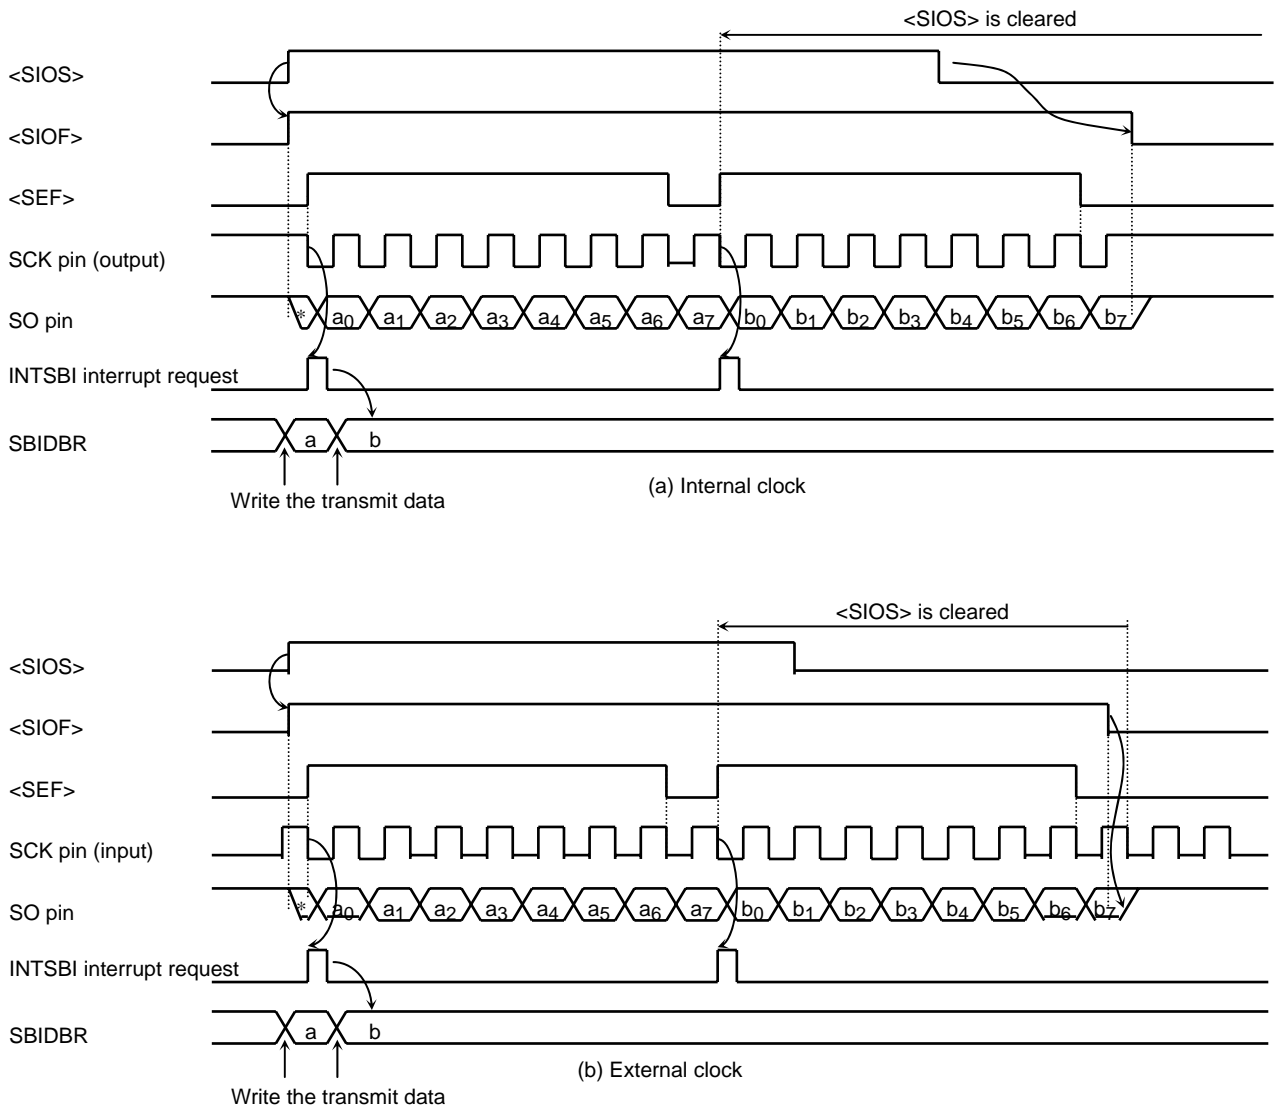 <SIOS> is cleared
<SIOS>
<SIOF>
<SEF>
SCK pin (output)
SO pin
* a0 a1 a2 a3 a4 a5 a6 a7 b0 b1 b2 b3 b4 b5 b6 b7
INTSBI interrupt request
SBIDBR
a b
Write the transmit data
(a) Internal clock
<SIOS> is cleared
<SIOS>
<SIOF>
<SEF>
SCK pin (input)
SO pin
* a0 a1 a2 a3 a4 a5 a6 a7 b0 b1 b2 b3 b4 b5 b6 b7
INTSBI interrupt request
SBIDBR
a b
Write the transmit data
(b) External clock